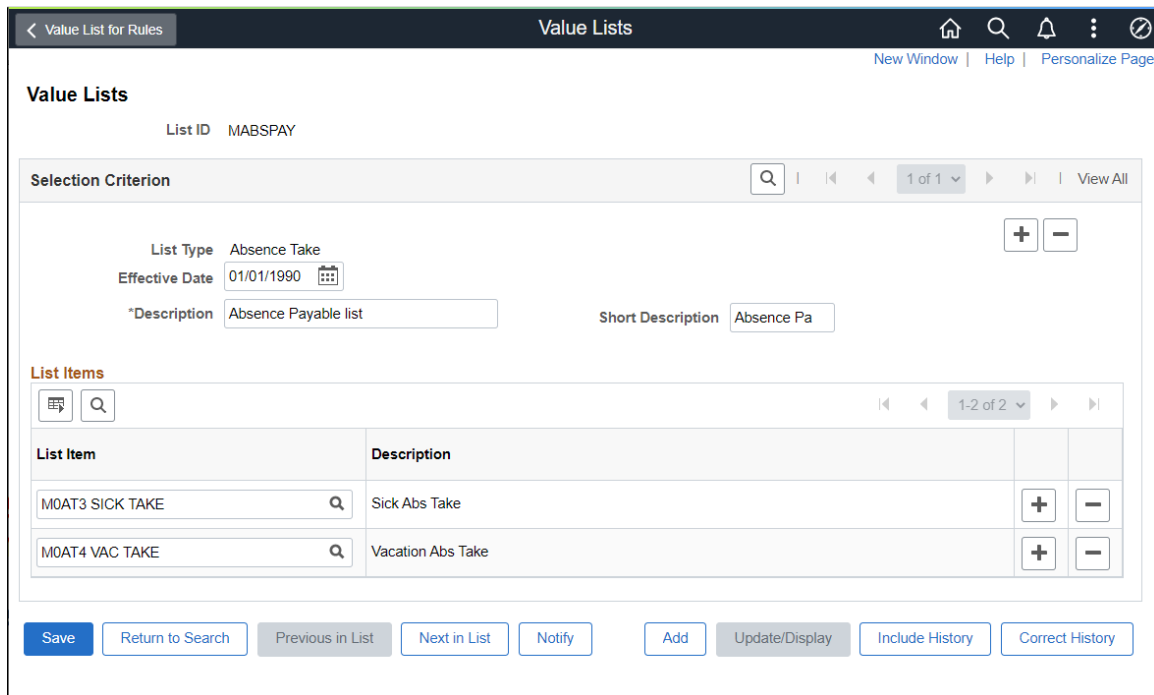 Value List for Rules
Value Lists
New Window | Help | Personalize Page
Value Lists
List ID MABSPAY
Selection Criterion
1 of 1
View All
List Type Absence Take
Effective Date 01/01/1990
*Description Absence Payable list
Short Description Absence Pa
List Items
1-2 of 2
List Item Description
M0AT3 SICK TAKE Sick Abs Take
M0AT4 VAC TAKE Vacation Abs Take
Save Return to Search Previous in List Next in List Notify Add Update/Display Include History Correct History